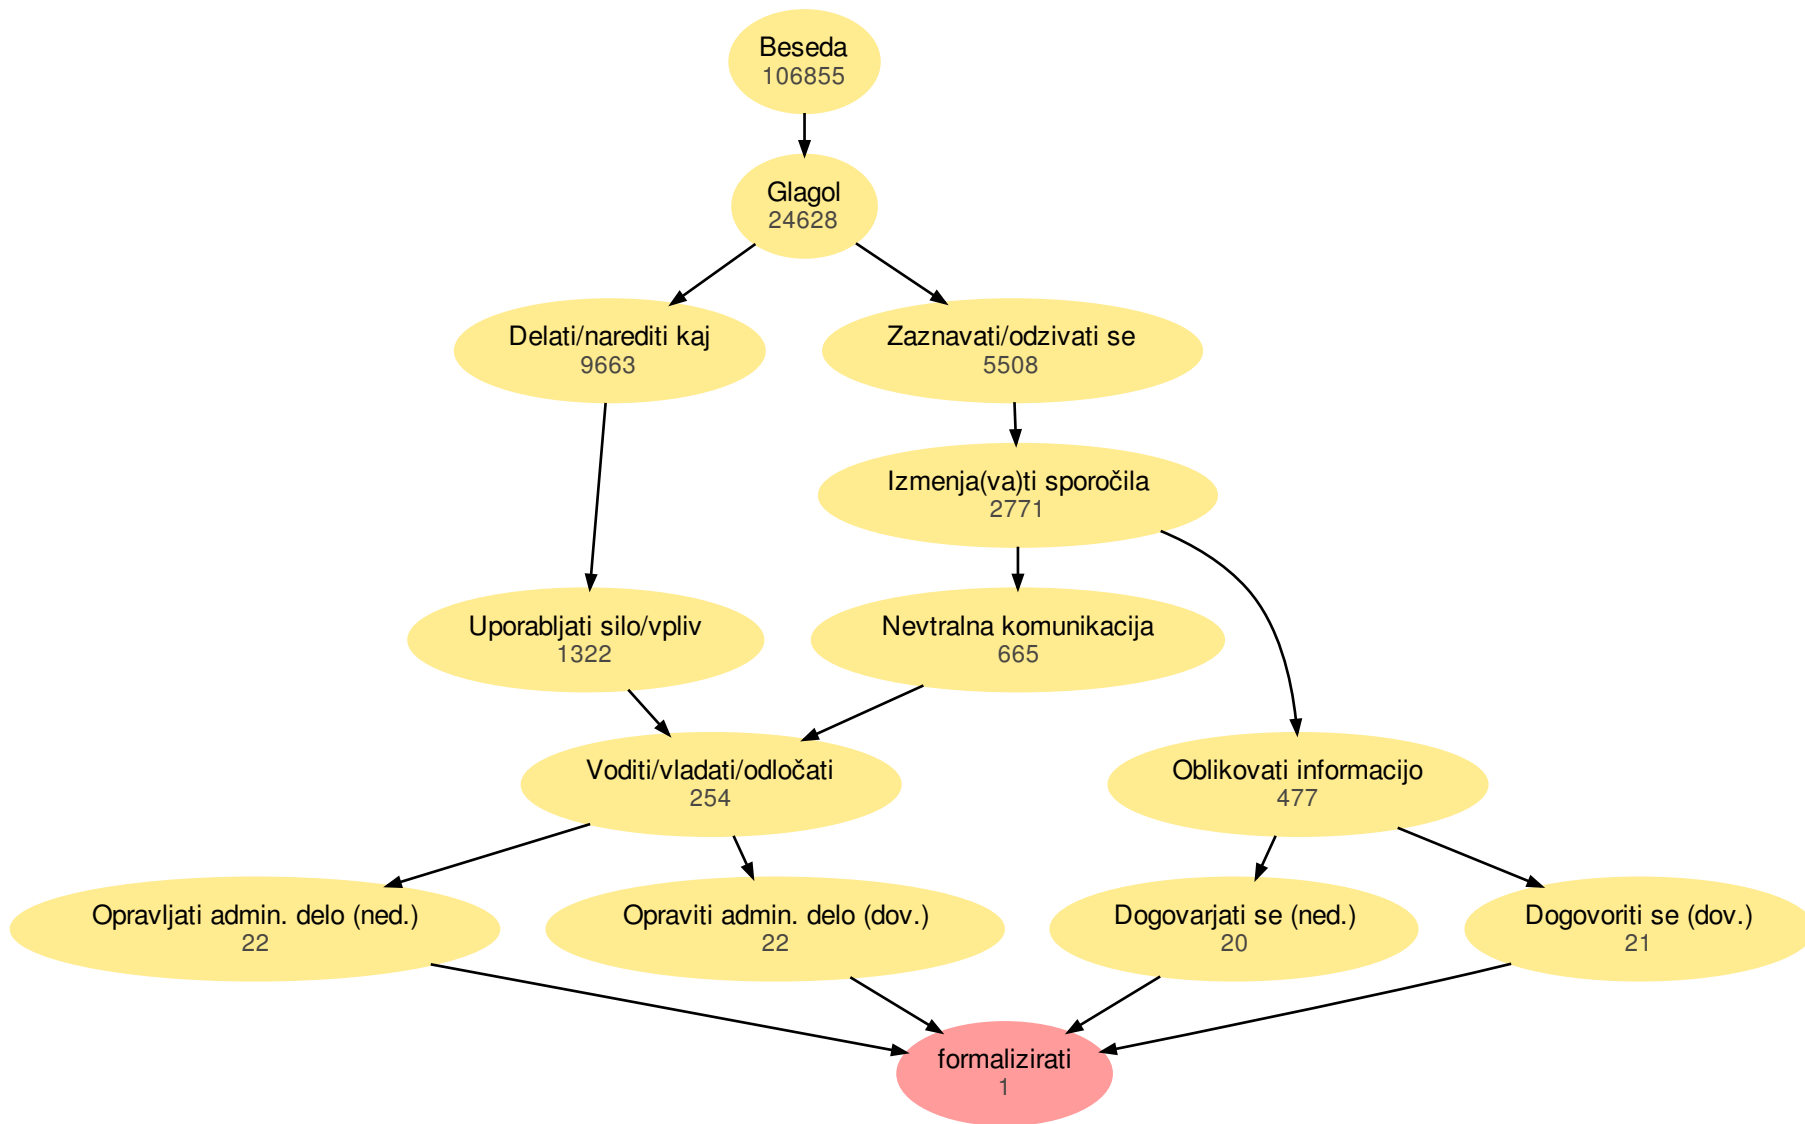 Beseda
106855
Glagol
24628
Delati/narediti kaj
9663
Zaznavati/odzivati se
5508
Izmenja(va)ti sporočila
2771
Uporabljati silo/vpliv
1322
Nevtralna komunikacija
665
Voditi/vladati/odločati
254
Oblikovati informacijo
477
Opravljati admin. delo (ned.)
22
Opraviti admin. delo (dov.)
22
Dogovarjati se (ned.)
20
Dogovoriti se (dov.)
21
formalizirati
1